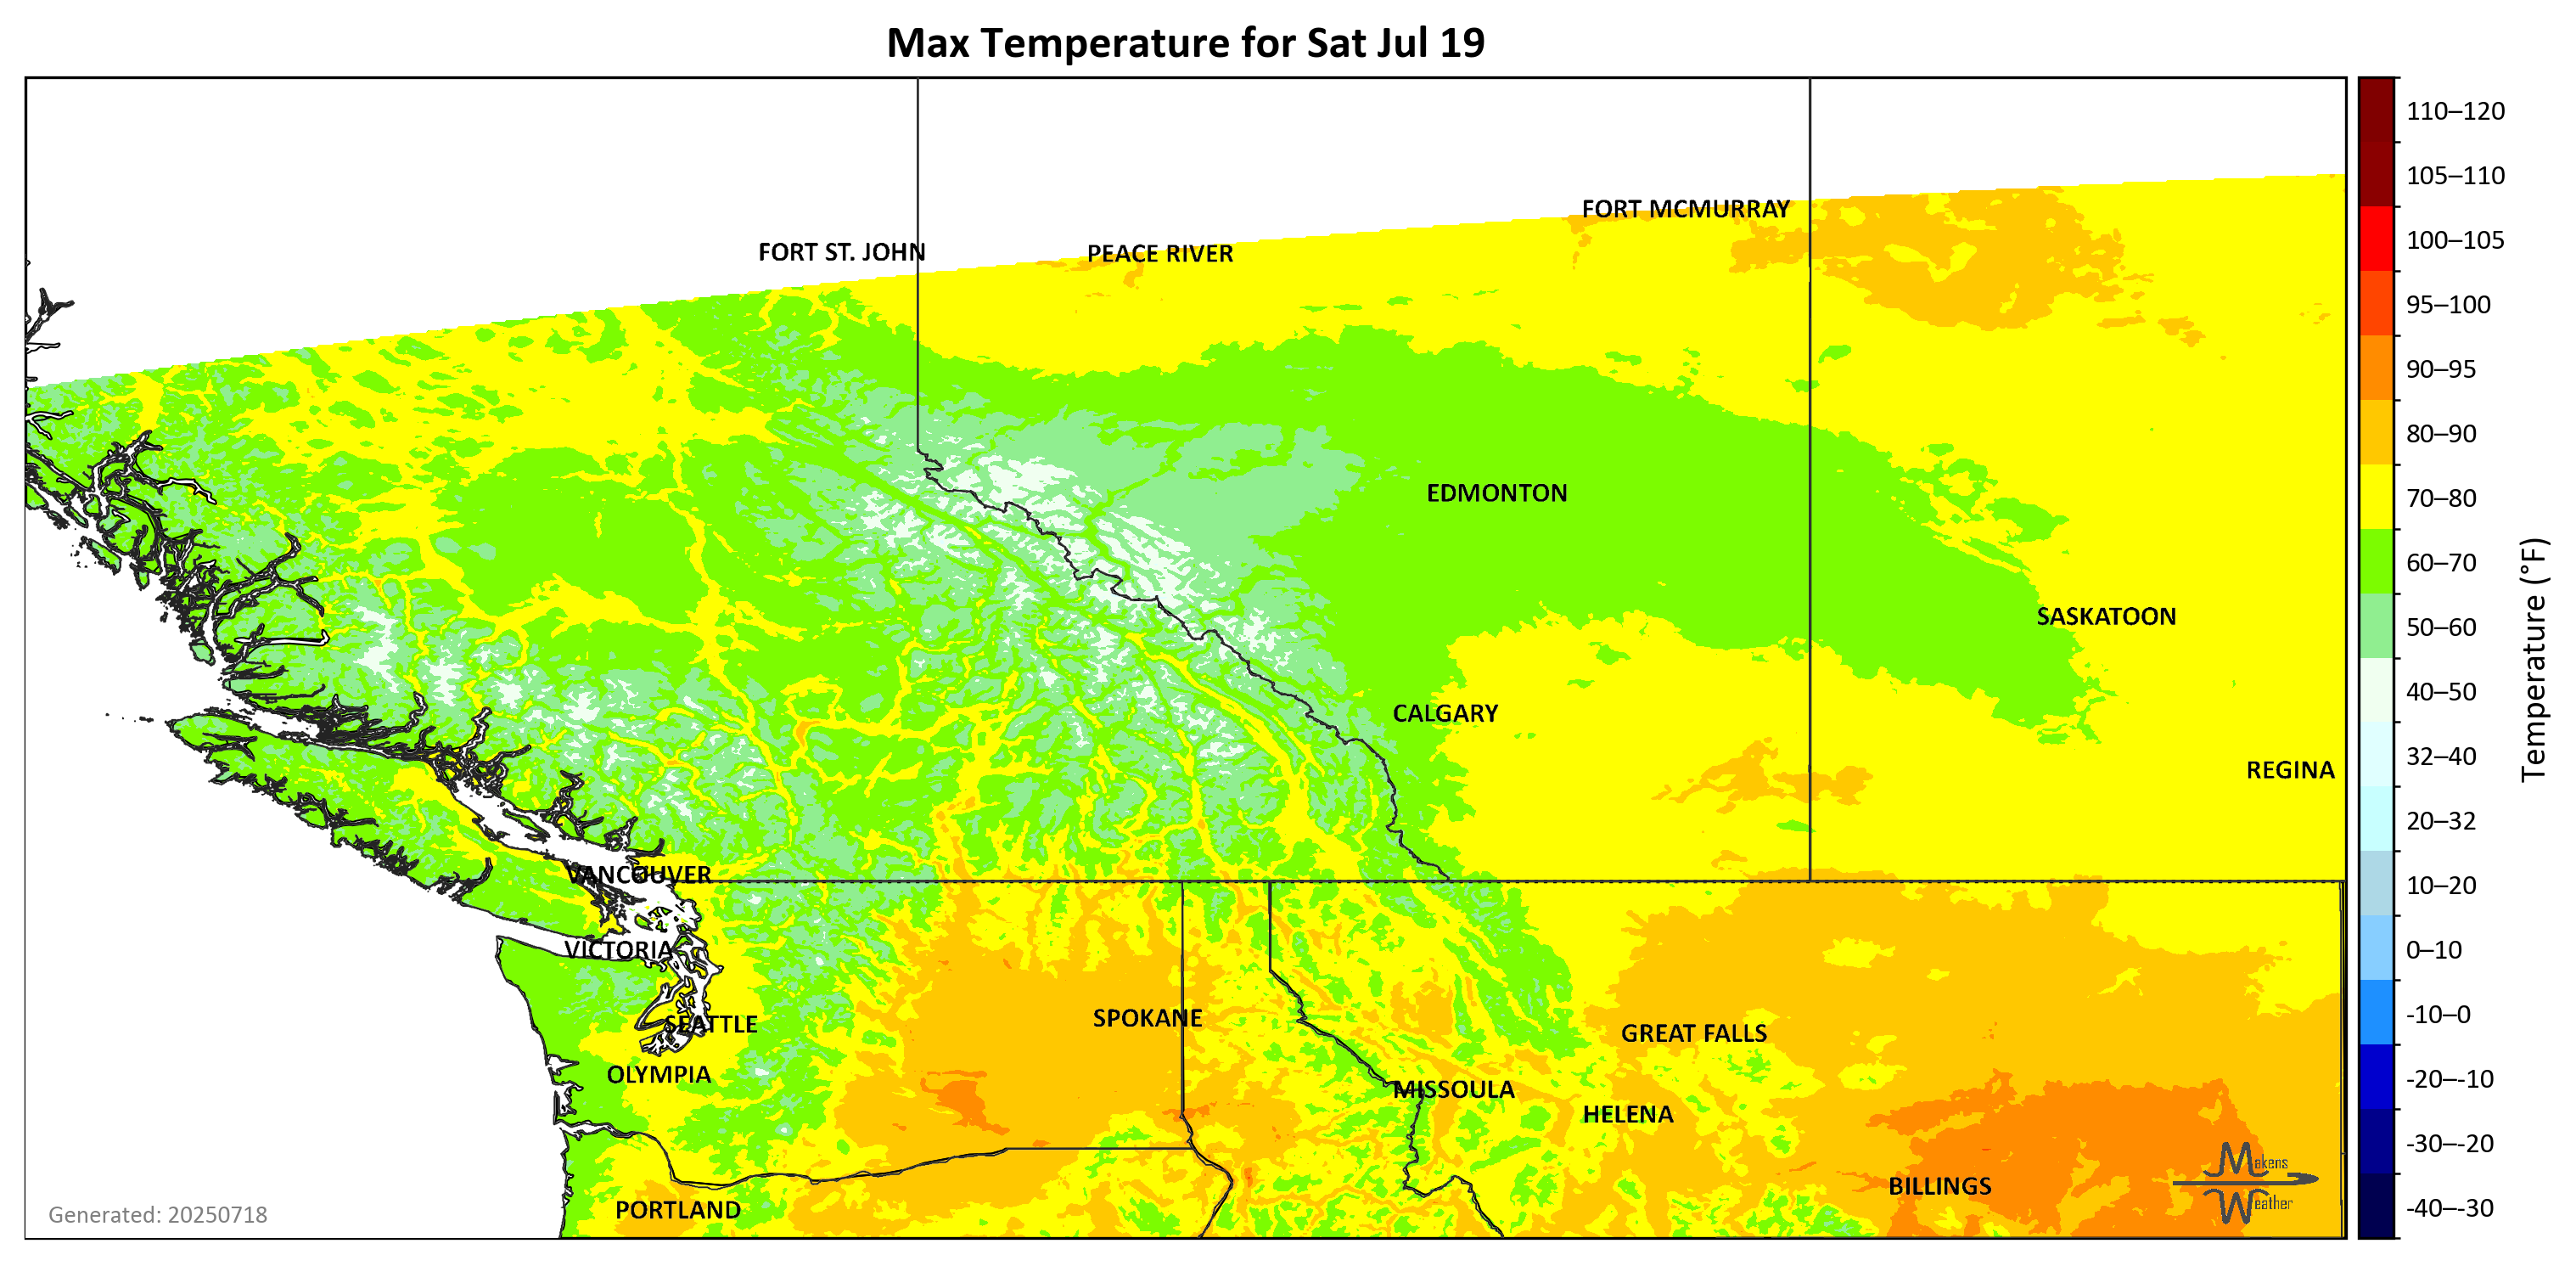 Max Temperature for Sat Jul 19
110–120
105–110
100–105
95–100
90–95
80–90
70–80
60–70
50–60
40–50
32–40
20–32
10–20
0–10
-10–0
-20–-10
-30–-20
-40–-30
Temperature (°F)
FORT MCMURRAY
FORT ST. JOHN
PEACE RIVER
EDMONTON
SASKATOON
CALGARY
REGINA
VANCOUVER
VICTORIA
SEATTLE
SPOKANE
GREAT FALLS
OLYMPIA
MISSOULA
HELENA
BILLINGS
PORTLAND
Makens
Weather
Generated: 20250718